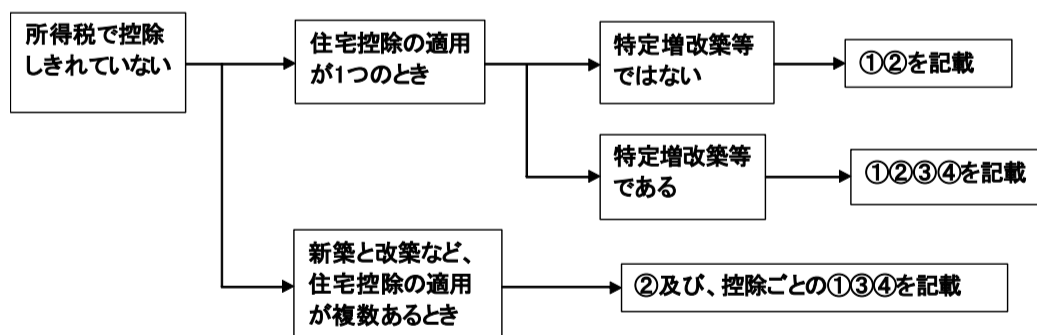 所得税で控除
しきれていない
住宅控除の適用
が1つのとき
特定増改築等
ではない
①②を記載
特定増改築等
である
①②③④を記載
新築と改築など、
住宅控除の適用
が複数あるとき
②及び、控除ごとの①③④を記載